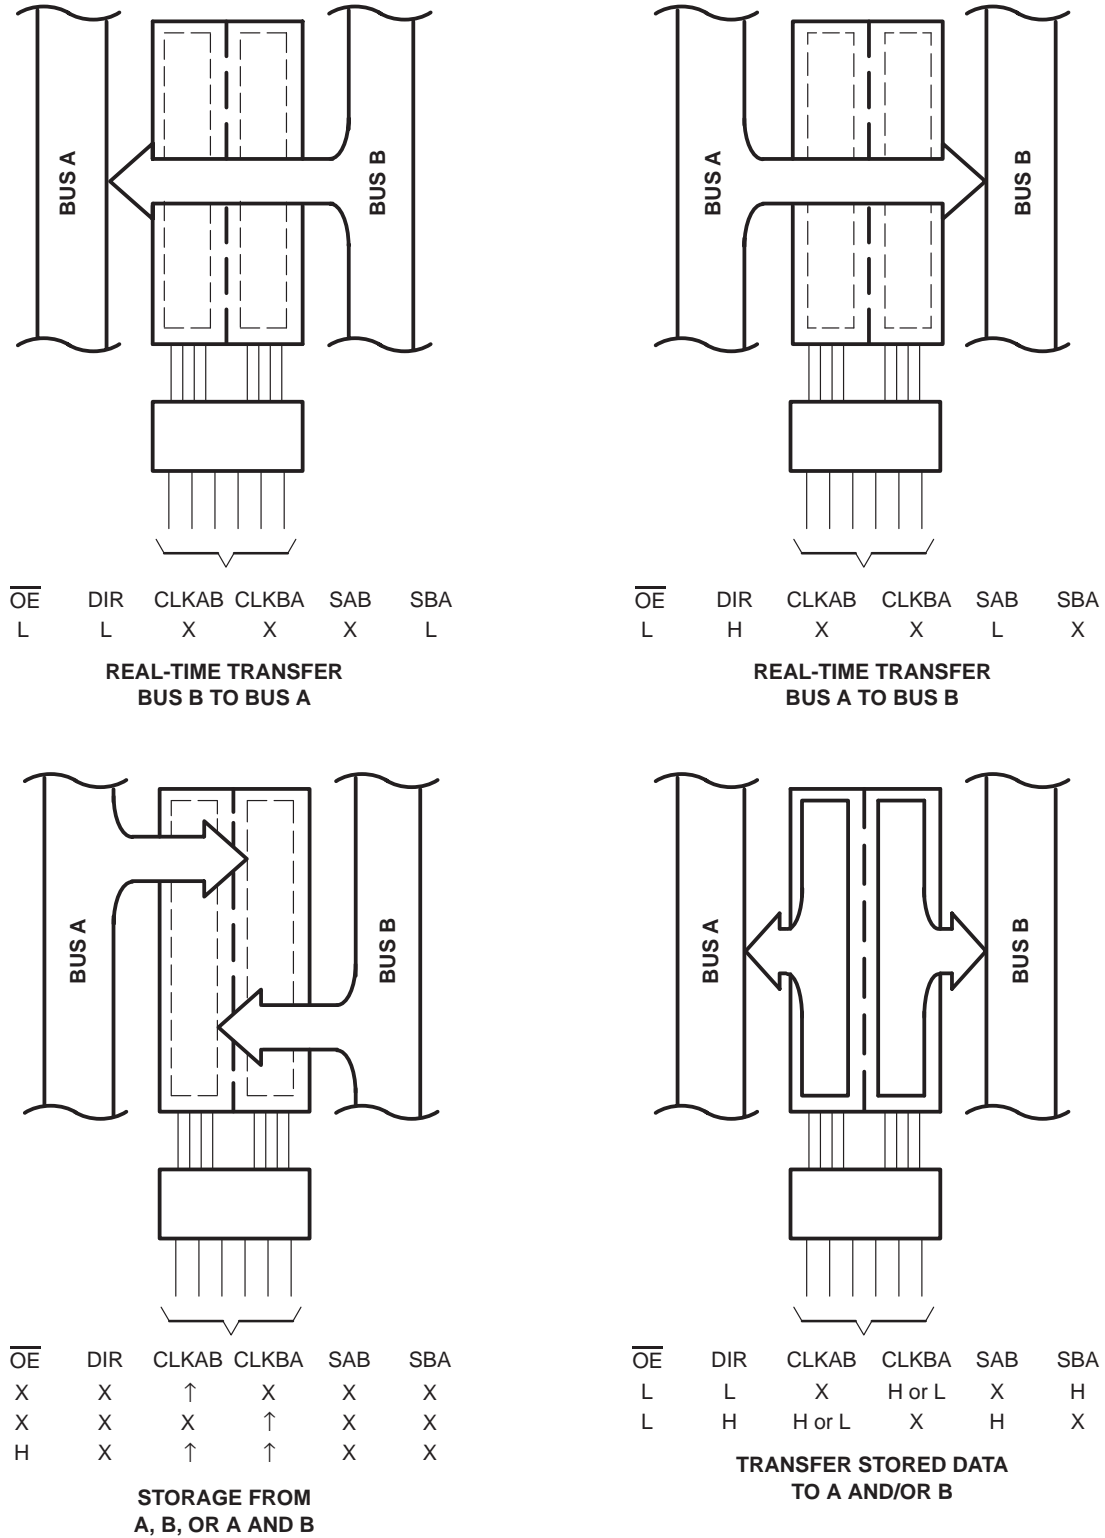 BUS A
BUS B
OE DIR CLKAB CLKBA SAB SBA
L L X X X L
REAL-TIME TRANSFER
BUS B TO BUS A
BUS A
BUS B
OE DIR CLKAB CLKBA SAB SBA
L H X X L X
REAL-TIME TRANSFER
BUS A TO BUS B
BUS A
BUS B
OE DIR CLKAB CLKBA SAB SBA
X X ↑ X X X
X X X ↑ X X
H X ↑ ↑ X X
STORAGE FROM
A, B, OR A AND B
BUS A
BUS B
OE DIR CLKAB CLKBA SAB SBA
L L X H or L X H
L H H or L X H X
TRANSFER STORED DATA
TO A AND/OR B